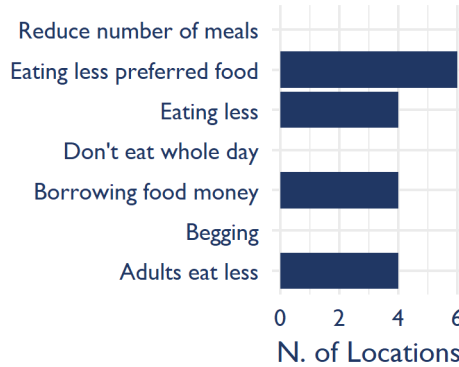 Reduce number of meals
Eating less preferred food
Eating less
Don't eat whole day
Borrowing food money
Begging
Adults eat less
0 2 4 6
N. of Locations